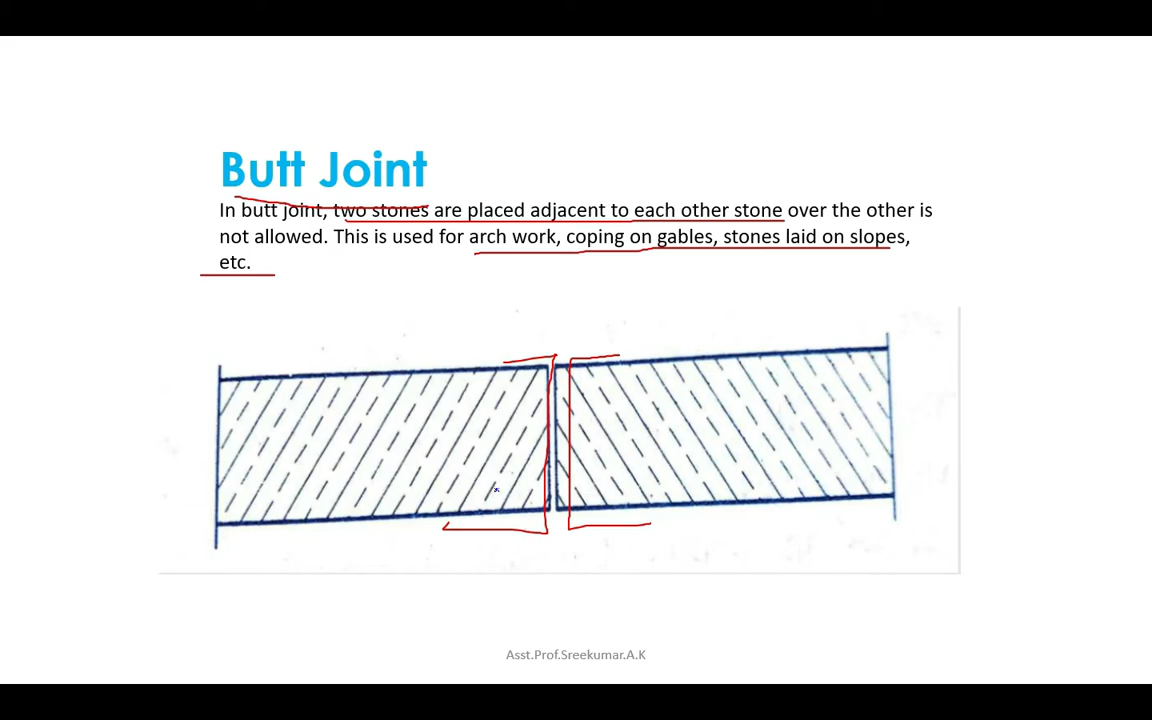 Butt Joint
In butt joint, two stones are placed adjacent to each other stone over the other is
not allowed. This is used for arch work, coping on gables, stones laid on slopes,
etc.
Asst.Prof.Sreekumar.A.K